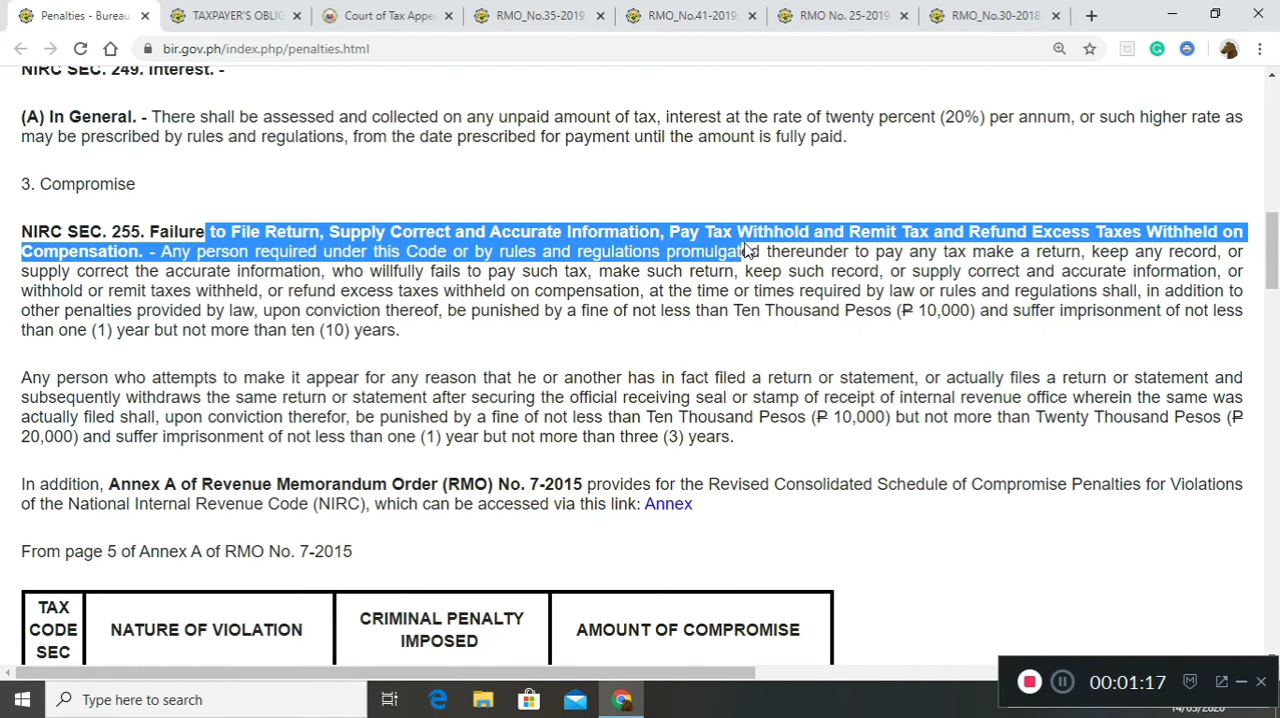 Penalties - Bureau
TAXPAYER'S OBLIG
Court of Tax Appe
RMO_No.35-2019
RMO_No.41-2019
RMO No. 25-2019
RMO_No.30-2018
bir.gov.ph/index.php/penalties.html
NIRC SEC. 249. Interest. -
(A) In General. - There shall be assessed and collected on any unpaid amount of tax, interest at the rate of twenty percent (20%) per annum, or such higher rate as
may be prescribed by rules and regulations, from the date prescribed for payment until the amount is fully paid.
3. Compromise
NIRC SEC. 255. Failure to File Return, Supply Correct and Accurate Information, Pay Tax Withhold and Remit Tax and Refund Excess Taxes Withheld on
Compensation. - Any person required under this Code or by rules and regulations promulgated thereunder to pay any tax make a return, keep any record, or
supply correct the accurate information, who willfully fails to pay such tax, make such return, keep such record, or supply correct and accurate information, or
withhold or remit taxes withheld, or refund excess taxes withheld on compensation, at the time or times required by law or rules and regulations shall, in addition to
other penalties provided by law, upon conviction thereof, be punished by a fine of not less than Ten Thousand Pesos (₱ 10,000) and suffer imprisonment of not less
than one (1) year but not more than ten (10) years.
Any person who attempts to make it appear for any reason that he or another has in fact filed a return or statement, or actually files a return or statement and
subsequently withdraws the same return or statement after securing the official receiving seal or stamp of receipt of internal revenue office wherein the same was
actually filed shall, upon conviction therefor, be punished by a fine of not less than Ten Thousand Pesos (₱ 10,000) but not more than Twenty Thousand Pesos (₱
20,000) and suffer imprisonment of not less than one (1) year but not more than three (3) years.
In addition, Annex A of Revenue Memorandum Order (RMO) No. 7-2015 provides for the Revised Consolidated Schedule of Compromise Penalties for Violations
of the National Internal Revenue Code (NIRC), which can be accessed via this link: Annex
From page 5 of Annex A of RMO No. 7-2015
TAX
CODE
SEC
NATURE OF VIOLATION
CRIMINAL PENALTY
IMPOSED
AMOUNT OF COMPROMISE
00:01:17
Type here to search
14/03/2020